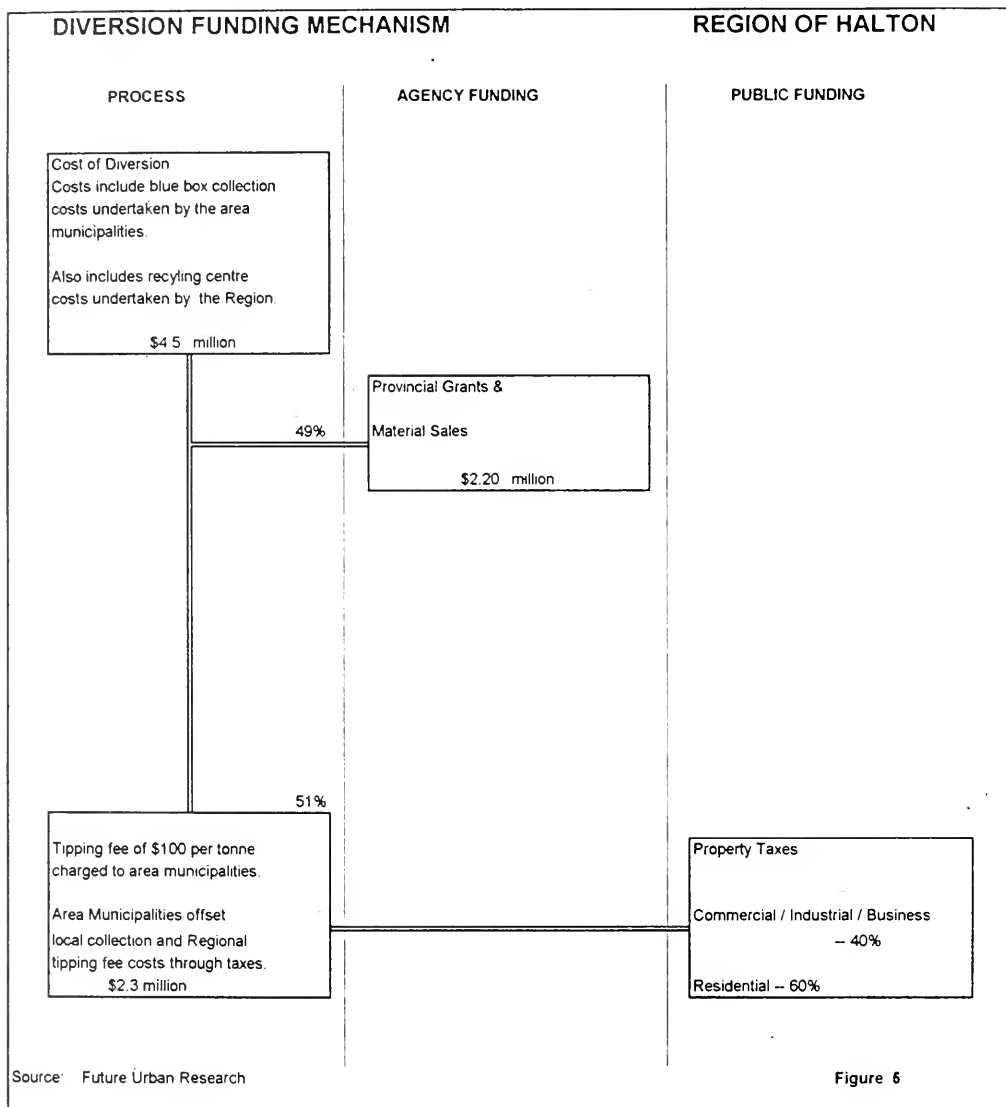 DIVERSION FUNDING MECHANISM
REGION OF HALTON
PROCESS
AGENCY FUNDING
PUBLIC FUNDING
Cost of Diversion
Costs include blue box collection
costs undertaken by the area
municipalities.
Also includes recyling centre
costs undertaken by the Region.
$4 5 million
Provincial Grants &
49%
Material Sales
$2.20 million
51%
Tipping fee of $100 per tonne
charged to area municipalities.
Area Municipalities offset
local collection and Regional
tipping fee costs through taxes.
$2.3 million
Property Taxes
Commercial / Industrial / Business
-- 40%
Residential -- 60%
Source: Future Urban Research
Figure 5